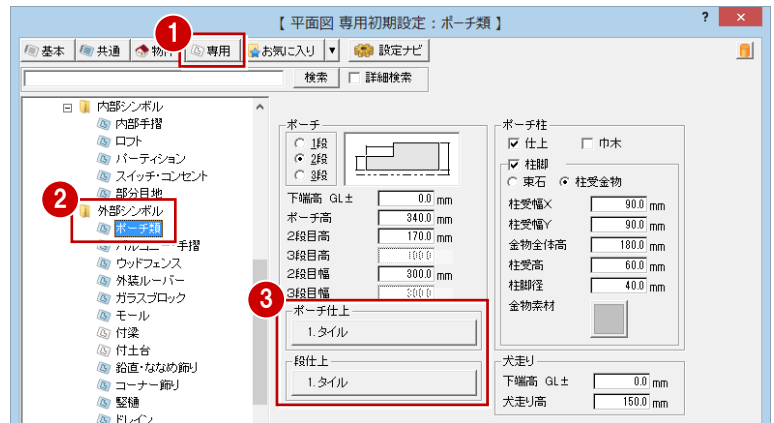 【 平面図 専用初期設定 : ポーチ類 】
? ×
1
基本 共通 専用 お気に入り ▼ 設定ナビ
検索 詳細検索
内部シンボル
内部手摺
ロフト
パーティション
スイッチ・コンセント
部分目地
2
外部シンボル
ポーチ類
バルコニー・手摺
ウッドフェンス
外装ルーバー
ガラスブロック
モール
付梁
付土台
鉛直・ななめ飾り
コーナー飾り
竪樋
ドレイン
ポーチ
1段
2段
3段
下端高 GL± 0.0 mm
ポーチ高 340.0 mm
2段目高 170.0 mm
3段目高 100.0
2段目幅 300.0 mm
3段目幅 300.0
3
ポーチ仕上
1.タイル
段仕上
1.タイル
ポーチ柱
仕上 巾木
柱脚
束石 柱受金物
柱受幅X 90.0 mm
柱受幅Y 90.0 mm
金物全体高 180.0 mm
柱受高 60.0 mm
柱脚径 40.0 mm
金物素材
犬走り
下端高 GL± 0.0 mm
犬走り高 150.0 mm